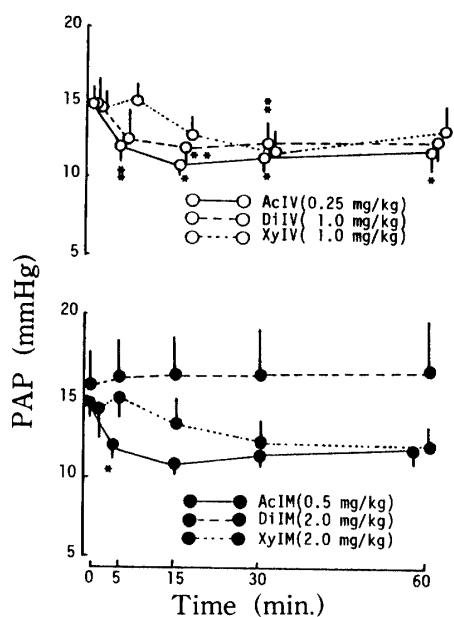 20
15
10
5
AcIV(0.25 mg/kg)
DiIV( 1.0 mg/kg)
XyIV( 1.0 mg/kg)
PAP (mmHg)
20
15
10
5
AcIM(0.5 mg/kg)
DiIM(2.0 mg/kg)
XyIM(2.0 mg/kg)
0 5 15 30 60
Time (min.)